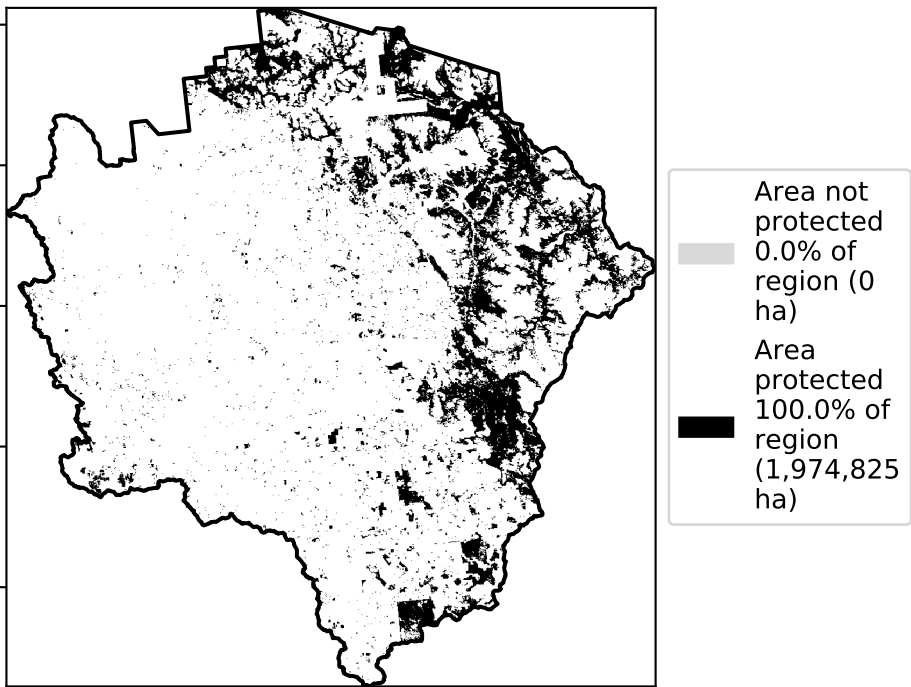 Area not
protected
0.0% of
region (0
ha)
Area
protected
100.0% of
region
(1,974,825
ha)